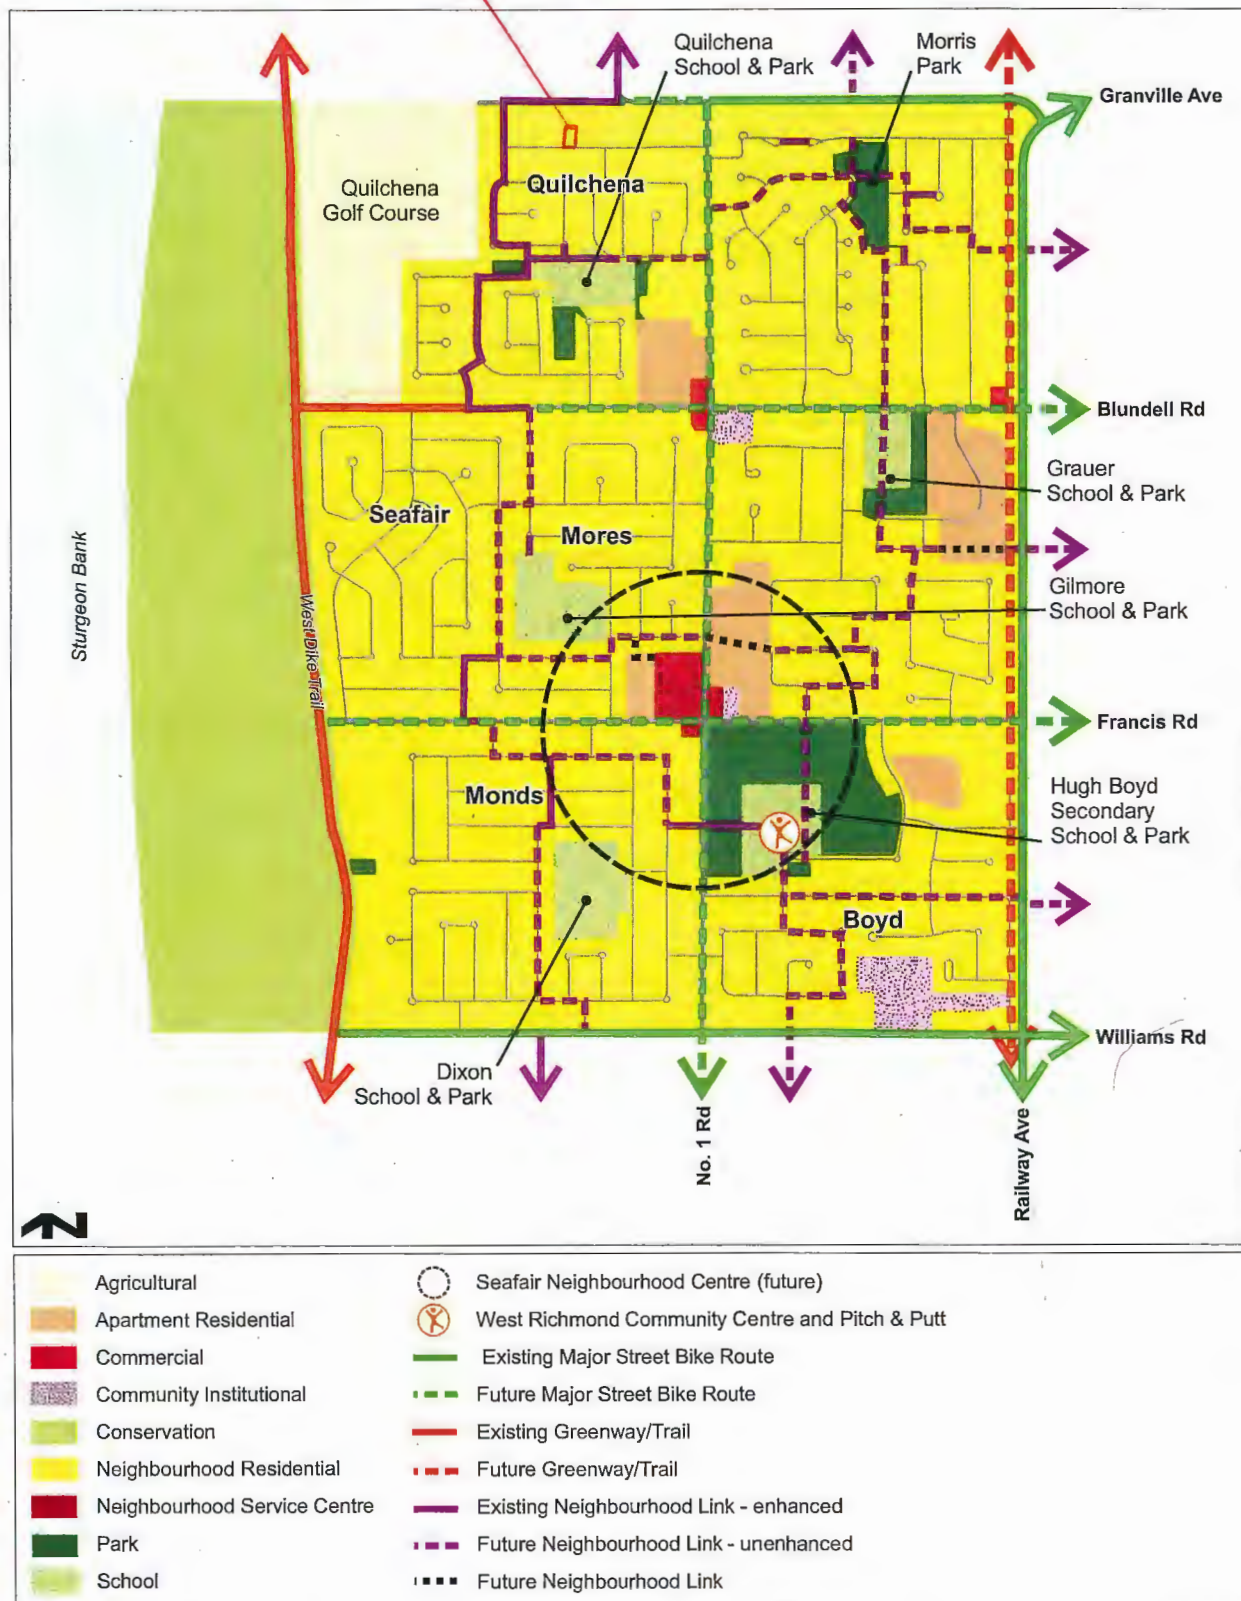 Quilchena
School & Park
Morris
Park
Granville Ave
Quilchena
Golf Course
Quilchena
Blundell Rd
Grauer
School & Park
Seafair
Mores
Sturgeon Bank
West Dike Trail
Gilmore
School & Park
Francis Rd
Monds
Hugh Boyd
Secondary
School & Park
Boyd
Dixon
School & Park
Williams Rd
No. 1 Rd
Railway Ave
Z
Agricultural
Apartment Residential
Commercial
Community Institutional
Conservation
Neighbourhood Residential
Neighbourhood Service Centre
Park
School
Seafair Neighbourhood Centre (future)
West Richmond Community Centre and Pitch & Putt
Existing Major Street Bike Route
Future Major Street Bike Route
Existing Greenway/Trail
Future Greenway/Trail
Existing Neighbourhood Link - enhanced
Future Neighbourhood Link - unenhanced
Future Neighbourhood Link